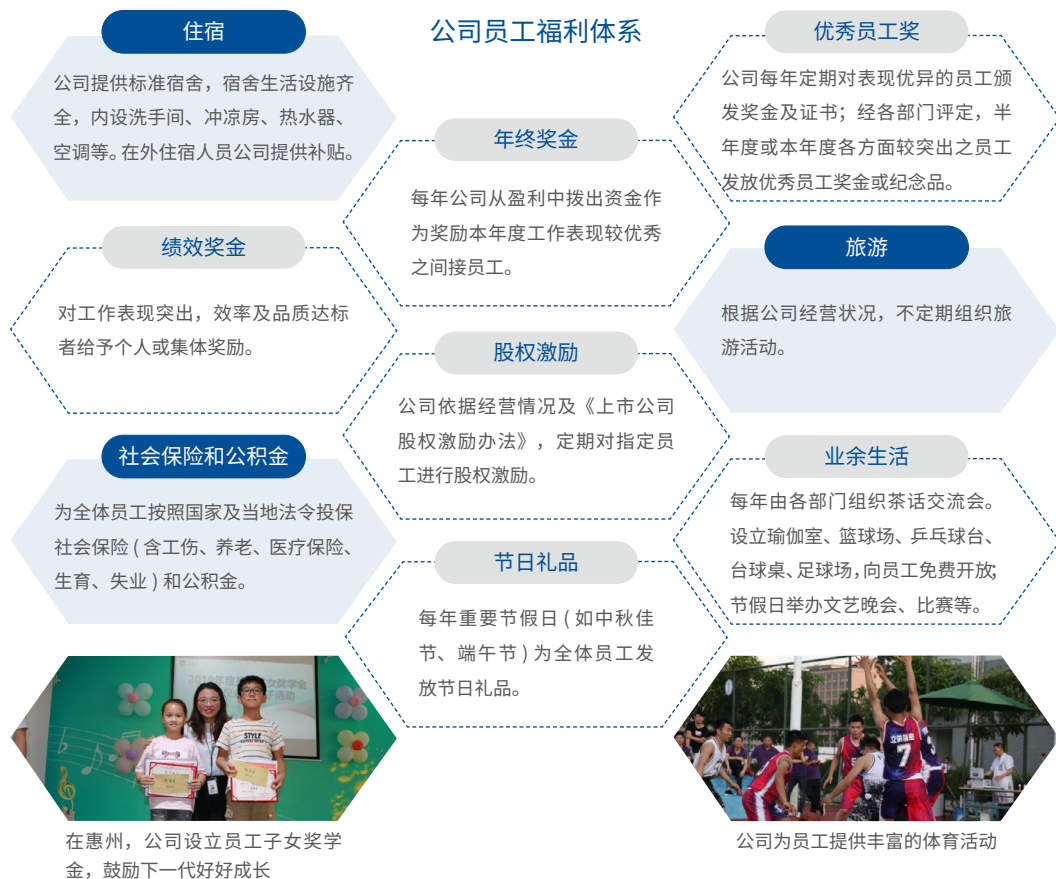 公司员工福利体系
住宿
公司提供标准宿舍，宿舍生活设施齐
全，内设洗手间、冲凉房、热水器、
空调等。在外住宿人员公司提供补贴。
优秀员工奖
公司每年定期对表现优异的员工颁
发奖金及证书；经各部门评定，半
年度或本年度各方面较突出之员工
发放优秀员工奖金或纪念品。
年终奖金
每年公司从盈利中拨出资金作
为奖励本年度工作表现较优秀
之间接员工。
绩效奖金
对工作表现突出，效率及品质达标
者给予个人或集体奖励。
旅游
根据公司经营状况，不定期组织旅
游活动。
股权激励
公司依据经营情况及《上市公司
股权激励办法》，定期对指定员
工进行股权激励。
社会保险和公积金
为全体员工按照国家及当地法令投保
社会保险 ( 含工伤、养老、医疗保险、
生育、失业 ) 和公积金。
业余生活
每年由各部门组织茶话交流会。
设立瑜伽室、篮球场、乒乓球台、
台球桌、足球场，向员工免费开放;
节假日举办文艺晚会、比赛等。
节日礼品
每年重要节假日 ( 如中秋佳
节、端午节 ) 为全体员工发
放节日礼品。
STYLE
7
在惠州，公司设立员工子女奖学
金，鼓励下一代好好成长
公司为员工提供丰富的体育活动